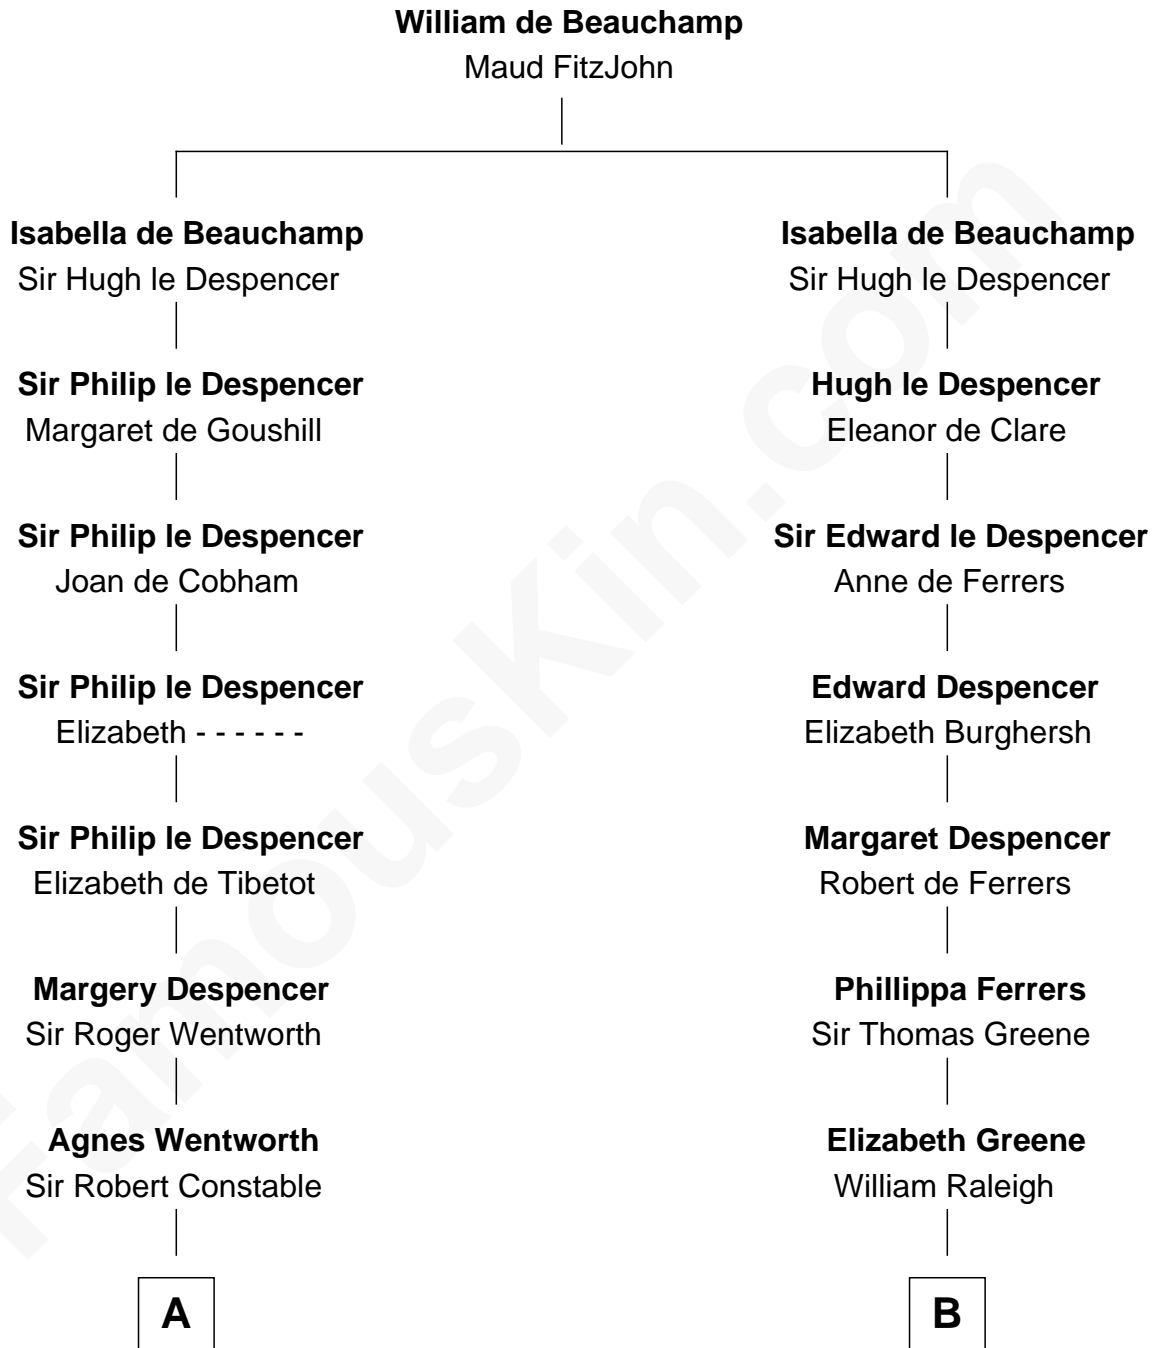 William de Beauchamp
Maud FitzJohn
Isabella de Beauchamp
Sir Hugh le Despencer
Isabella de Beauchamp
Sir Hugh le Despencer
Sir Philip le Despencer
Margaret de Goushill
Hugh le Despencer
Eleanor de Clare
Sir Philip le Despencer
Joan de Cobham
Sir Edward le Despencer
Anne de Ferrers
Sir Philip le Despencer
Elizabeth - - - - - -
Edward Despencer
Elizabeth Burghersh
Sir Philip le Despencer
Elizabeth de Tibetot
Margaret Despencer
Robert de Ferrers
Margery Despencer
Sir Roger Wentworth
Phillippa Ferrers
Sir Thomas Greene
Agnes Wentworth
Sir Robert Constable
Elizabeth Greene
William Raleigh
A
B
FamousKin.com